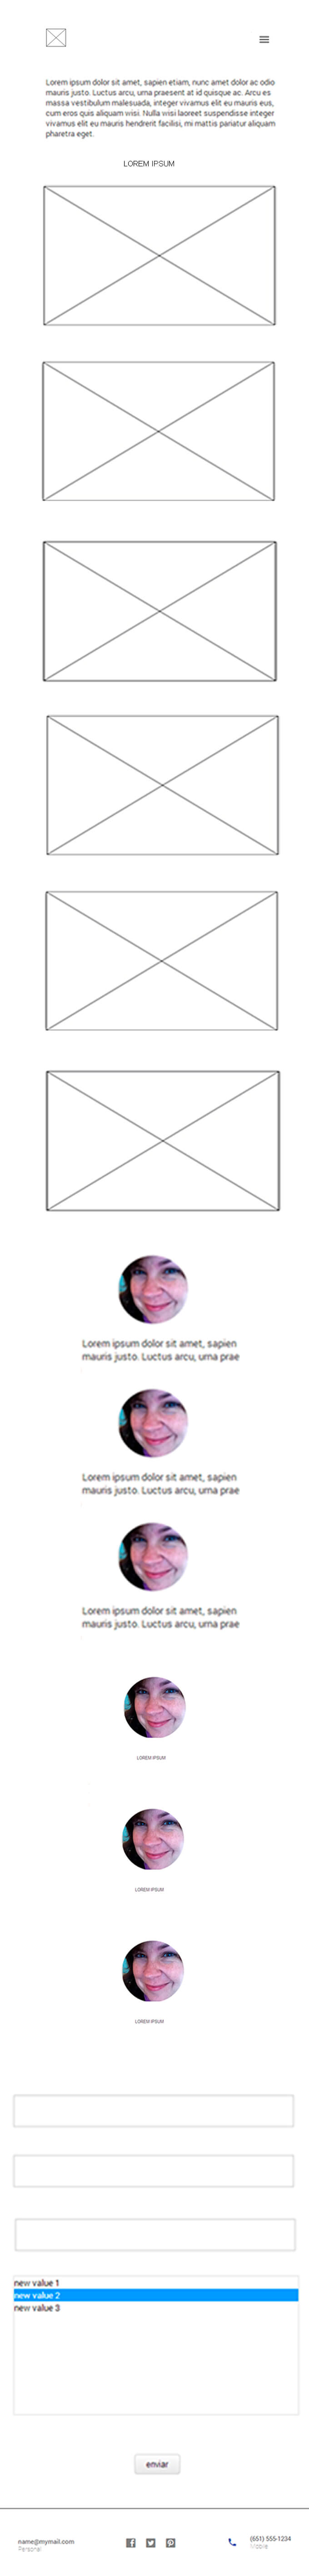 Lorem ipsum dolor sit amet, sapien etiam, nunc amet dolor ac odio
mauris justo. Luctus arcu, urna praesent at id quisque ac. Arcu es
massa vestibulum malesuada, integer vivamus elit eu mauris eus,
cum eros quis aliquam wisi. Nulla wisi laoreet suspendisse integer
vivamus elit eu mauris hendrerit facilisi, mi mattis pariatur aliquam
pharetra eget.
LOREM IPSUM
Lorem ipsum dolor sit amet, sapien
mauris justo. Luctus arcu, urna prae
Lorem ipsum dolor sit amet, sapien
mauris justo. Luctus arcu, urna prae
Lorem ipsum dolor sit amet, sapien
mauris justo. Luctus arcu, urna prae
LOREM IPSUM
LOREM IPSUM
LOREM IPSUM
new value 1
new value 2
new value 3
enviar
name@mymail.com
Personal
(651) 555-1234
Mobile